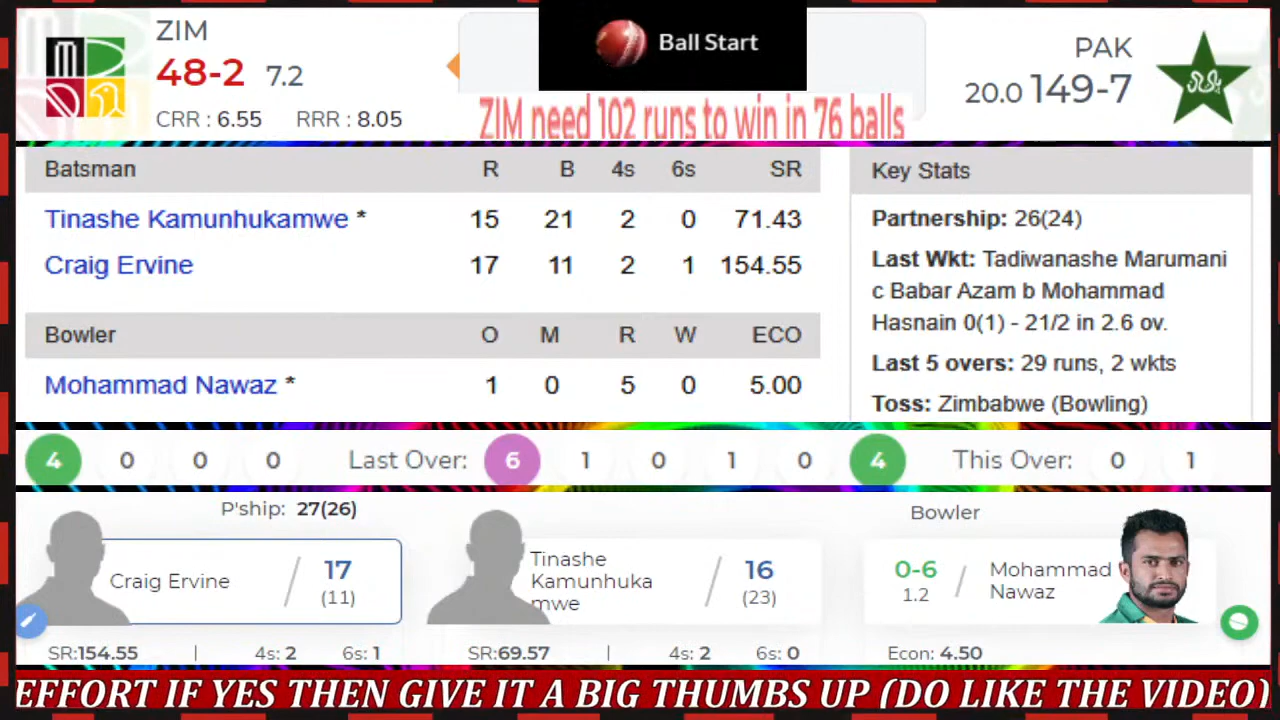 ZIM
48-2 7.2
CRR : 6.55 RRR : 8.05
Ball Start
ZIM need 102 runs to win in 76 balls
PAK
20.0 149-7
Batsman R B 4s 6s SR
Tinashe Kamunhukamwe * 15 21 2 0 71.43
Craig Ervine 17 11 2 1 154.55
Bowler O M R W ECO
Mohammad Nawaz * 1 0 5 0 5.00
Key Stats
Partnership: 26(24)
Last Wkt: Tadiwanashe Marumani
c Babar Azam b Mohammad
Hasnain 0(1) - 21/2 in 2.6 ov.
Last 5 overs: 29 runs, 2 wkts
Toss: Zimbabwe (Bowling)
4 0 0 0 Last Over: 6 1 0 1 0 4 This Over: 0 1
P'ship: 27(26)
Craig Ervine 17
(11)
SR:154.55 | 4s: 2 6s: 1
Tinashe
Kamunhuka
mwe
16
(23)
SR:69.57 | 4s: 2 6s: 0
Bowler
0-6
1.2
Mohammad
Nawaz
Econ: 4.50
EFFORT IF YES THEN GIVE IT A BIG THUMBS UP (DO LIKE THE VIDEO)